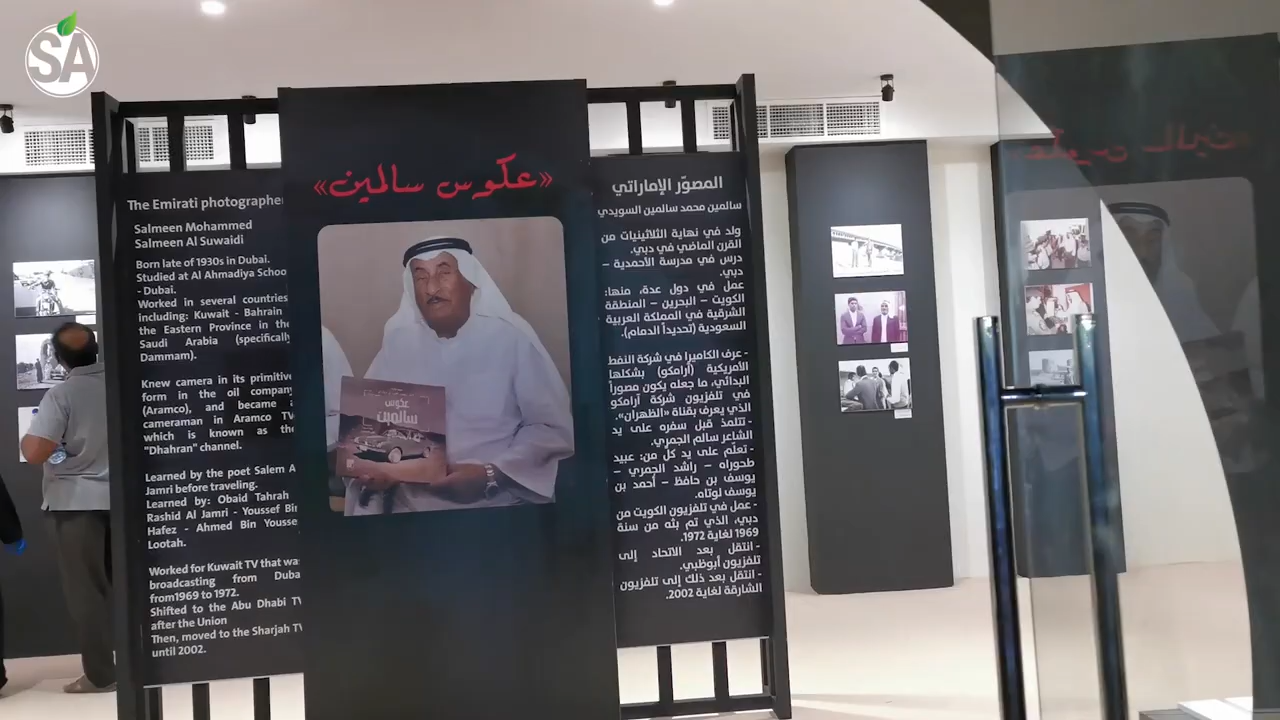 SA
The Emirati photographer
Salmeen Mohammed
Salmeen Al Suwaidi
Born late of 1930s in Dubai.
Studied at Al Ahmadiya Schoo
- Dubai.
Worked in several countries
including: Kuwait - Bahrain
the Eastern Province in the
Saudi Arabia (specifically
Dammam).
Knew camera in its primitive
form in the oil company
(Aramco), and became
cameraman in Aramco TV
which is known as the
"Dhahran" channel.
Learned by the poet Salem A
Jamri before traveling.
Learned by: Obaid Tahrah
Rashid Al Jamri - Youssef Bin
Hafez - Ahmed Bin Yousse
Lootah.
Worked for Kuwait TV that wa
broadcasting from Duba
from1969 to 1972.
Shifted to the Abu Dhabi TV
after the Union
Then, moved to the Sharjah TV
until 2002.
«عكوس سالمين»
عكوس
سالمين
المصوّر الإماراتي
سالمين محمد سالمين السويدي
ولد في نهاية الثلاثينيات من
القرن الماضي في دبي.
درس في مدرسة الأحمدية –
دبي.
عمل في دول عدة، منها:
الكويت – البحرين – المنطقة
الشرقية في المملكة العربية
السعودية (تحديداً الدمام).
- عرف الكاميرا في شركة النفط
الأمريكية (أرامكو) بشكلها
البدائي، ما جعله يكون مصوراً
في تلفزيون شركة أرامكو
الذي يعرف بقناة «الظهران».
- تتلمذ قبل سفره على يد
الشاعر سالم الجمري.
- تعلّم على يد كل من: عبيد
طحوراه – راشد الجمري –
يوسف بن حافظ – أحمد بن
يوسف لوتاه.
- عمل في تلفزيون الكويت من
دبي، الذي تم بثه من سنة
1969 لغاية 1972.
- انتقل بعد الاتحاد إلى
تلفزيون أبوظبي.
- انتقل بعد ذلك إلى تلفزيون
الشارقة لغاية 2002.